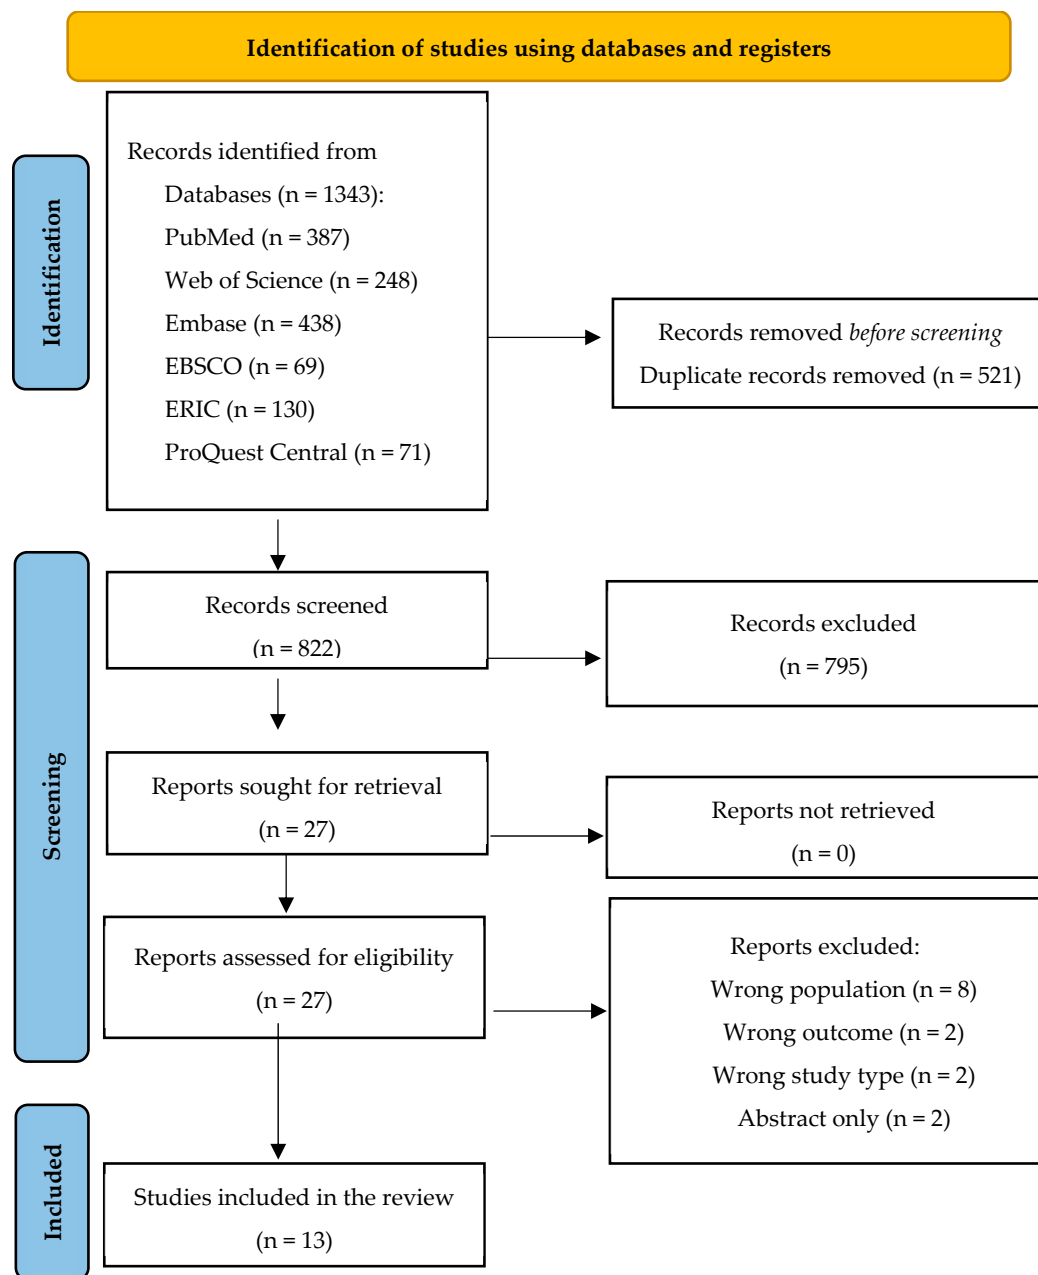 Identification of studies using databases and registers
Identification
Records identified from
Databases (n = 1343):
PubMed (n = 387)
Web of Science (n = 248)
Embase (n = 438)
EBSCO (n = 69)
ERIC (n = 130)
ProQuest Central (n = 71)
Records removed before screening
Duplicate records removed (n = 521)
Screening
Records screened
(n = 822)
Records excluded
(n = 795)
Reports sought for retrieval
(n = 27)
Reports not retrieved
(n = 0)
Reports assessed for eligibility
(n = 27)
Reports excluded:
Wrong population (n = 8)
Wrong outcome (n = 2)
Wrong study type (n = 2)
Abstract only (n = 2)
Included
Studies included in the review
(n = 13)